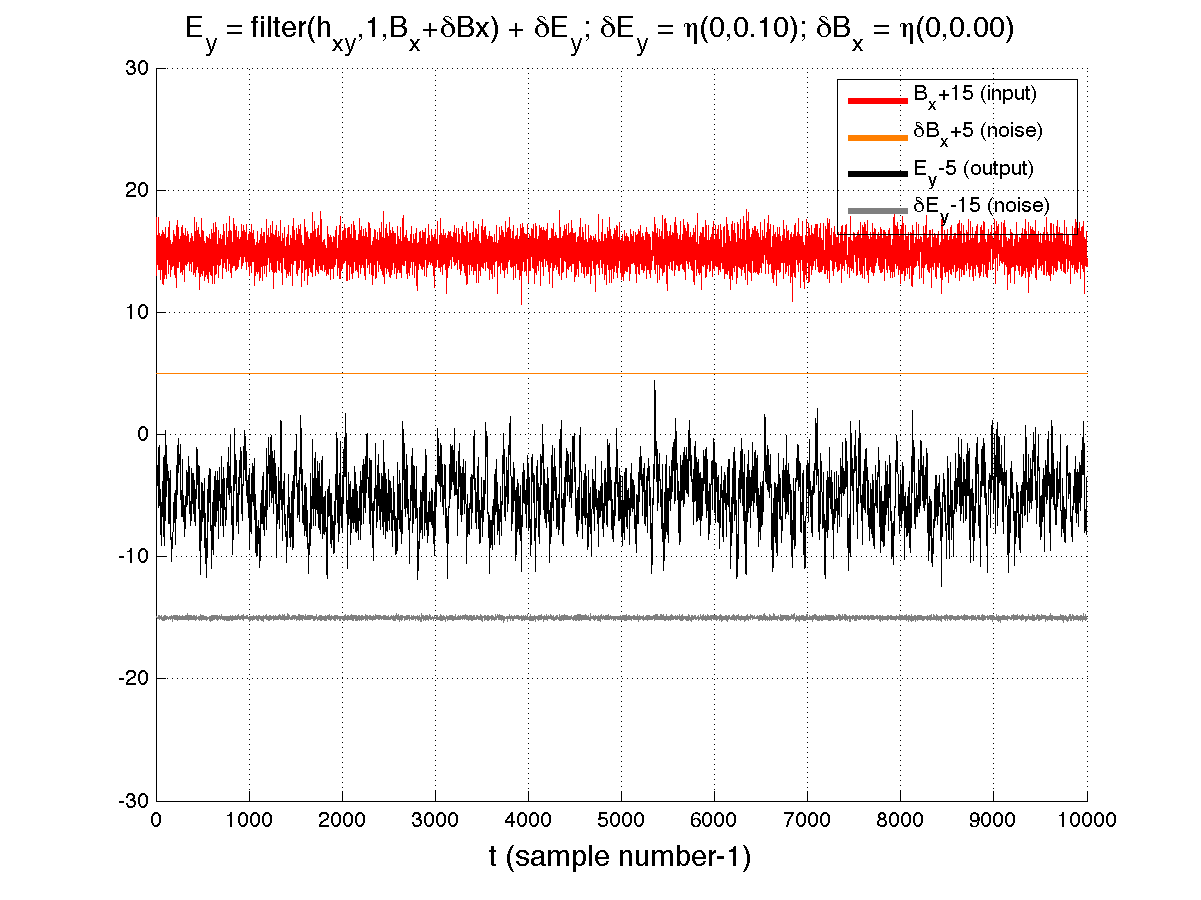 E_y = filter(h_xy,1,B_x+δBx) + δE_y; δE_y = η(0,0.10); δB_x = η(0,0.00)
30
20
10
0
-10
-20
-30
B_x+15 (input)
δB_x+5 (noise)
E_y-5 (output)
δE_y-15 (noise)
0 1000 2000 3000 4000 5000 6000 7000 8000 9000 10000
t (sample number-1)